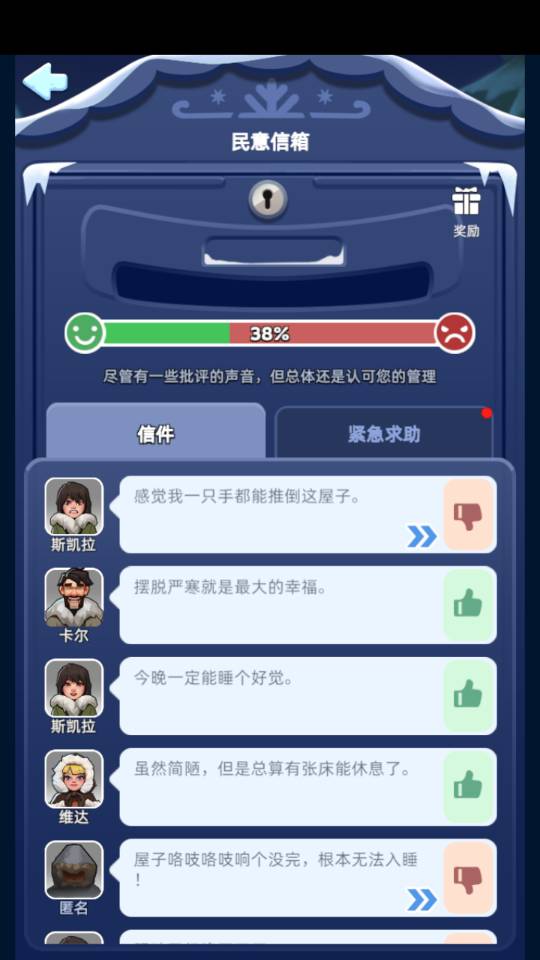 民意信箱
奖励
38%
尽管有一些批评的声音，但总体还是认可您的管理
信件
紧急求助
感觉我一只手都能推倒这屋子。
斯凯拉
摆脱严寒就是最大的幸福。
卡尔
今晚一定能睡个好觉。
斯凯拉
虽然简陋，但是总算有张床能休息了。
维达
屋子咯吱咯吱响个没完，根本无法入睡
！
匿名